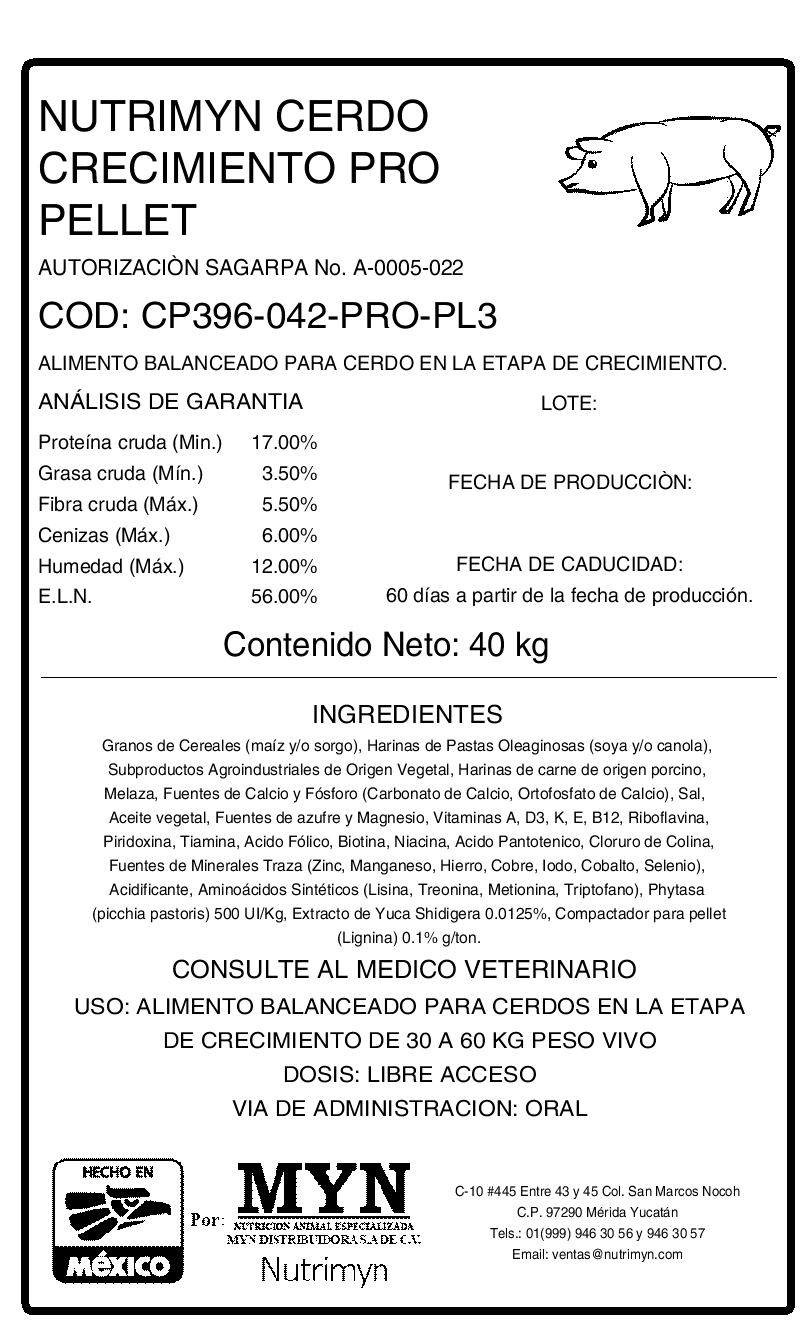 NUTRIMYN CERDO
CRECIMIENTO PRO
PELLET
AUTORIZACIÒN SAGARPA No. A-0005-022
COD: CP396-042-PRO-PL3
ALIMENTO BALANCEADO PARA CERDO EN LA ETAPA DE CRECIMIENTO.
ANÁLISIS DE GARANTIA
Proteína cruda (Min.) 17.00%
Grasa cruda (Mín.) 3.50%
Fibra cruda (Máx.) 5.50%
Cenizas (Máx.) 6.00%
Humedad (Máx.) 12.00%
E.L.N. 56.00%
LOTE:
FECHA DE PRODUCCIÒN:
FECHA DE CADUCIDAD:
60 días a partir de la fecha de producción.
Contenido Neto: 40 kg
INGREDIENTES
Granos de Cereales (maíz y/o sorgo), Harinas de Pastas Oleaginosas (soya y/o canola),
Subproductos Agroindustriales de Origen Vegetal, Harinas de carne de origen porcino,
Melaza, Fuentes de Calcio y Fósforo (Carbonato de Calcio, Ortofosfato de Calcio), Sal,
Aceite vegetal, Fuentes de azufre y Magnesio, Vitaminas A, D3, K, E, B12, Riboflavina,
Piridoxina, Tiamina, Acido Fólico, Biotina, Niacina, Acido Pantotenico, Cloruro de Colina,
Fuentes de Minerales Traza (Zinc, Manganeso, Hierro, Cobre, Iodo, Cobalto, Selenio),
Acidificante, Aminoácidos Sintéticos (Lisina, Treonina, Metionina, Triptofano), Phytasa
(picchia pastoris) 500 UI/Kg, Extracto de Yuca Shidigera 0.0125%, Compactador para pellet
(Lignina) 0.1% g/ton.
CONSULTE AL MEDICO VETERINARIO
USO: ALIMENTO BALANCEADO PARA CERDOS EN LA ETAPA
DE CRECIMIENTO DE 30 A 60 KG PESO VIVO
DOSIS: LIBRE ACCESO
VIA DE ADMINISTRACION: ORAL
HECHO EN
MéXICO
Por:
MYN
NUTRICION ANIMAL ESPECIALIZADA
MYN DISTRIBUIDORA S.A DE C.V.
Nutrimyn
C-10 #445 Entre 43 y 45 Col. San Marcos Nocoh
C.P. 97290 Mérida Yucatán
Tels.: 01(999) 946 30 56 y 946 30 57
Email: ventas@nutrimyn.com